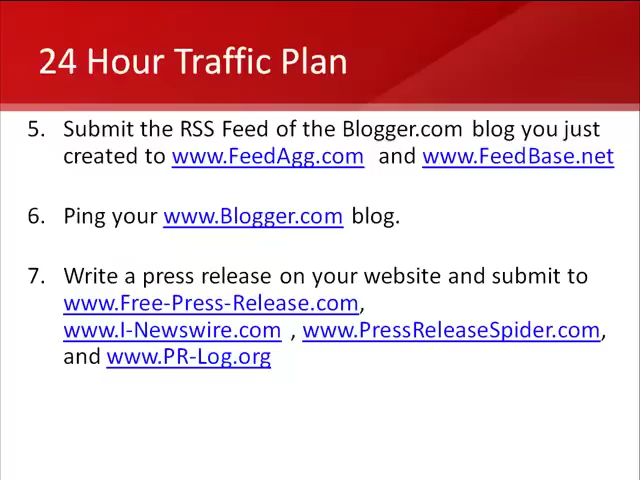 24 Hour Traffic Plan
5. Submit the RSS Feed of the Blogger.com blog you just
created to www.FeedAgg.com and www.FeedBase.net
6. Ping your www.Blogger.com blog.
7. Write a press release on your website and submit to
www.Free-Press-Release.com,
www.I-Newswire.com , www.PressReleaseSpider.com,
and www.PR-Log.org